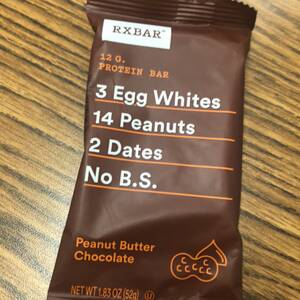 RXBAR®
12 G.
PROTEIN BAR
3 Egg Whites
14 Peanuts
2 Dates
No B.S.
Peanut Butter
Chocolate
NET WT 1.83 OZ (52g) U